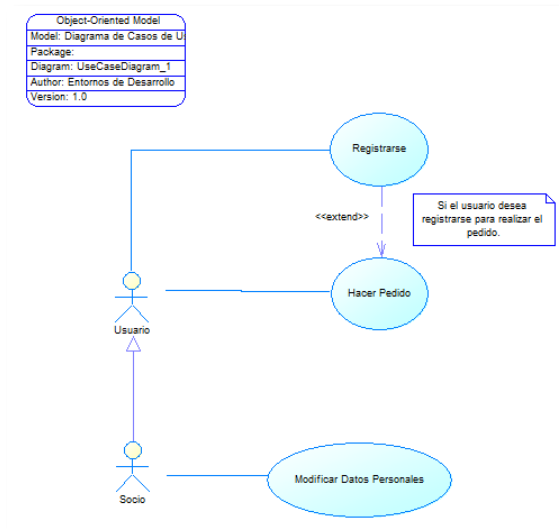 Object-Oriented Model
Model: Diagrama de Casos de U
Package:
Diagram: UseCaseDiagram_1
Author: Entornos de Desarrollo
Version: 1.0
Registrarse
<<extend>>
Si el usuario desea
registrarse para realizar el
pedido.
Hacer Pedido
Usuario
Modificar Datos Personales
Socio